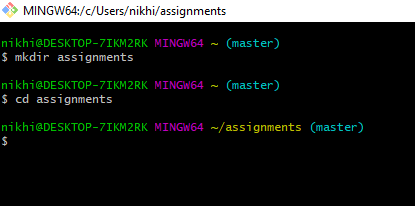 MINGW64:/c/Users/nikhi/assignments
nikhi@DESKTOP-7IKM2RK MINGW64 ~ (master)
$ mkdir assignments
nikhi@DESKTOP-7IKM2RK MINGW64 ~ (master)
$ cd assignments
nikhi@DESKTOP-7IKM2RK MINGW64 ~/assignments (master)
$